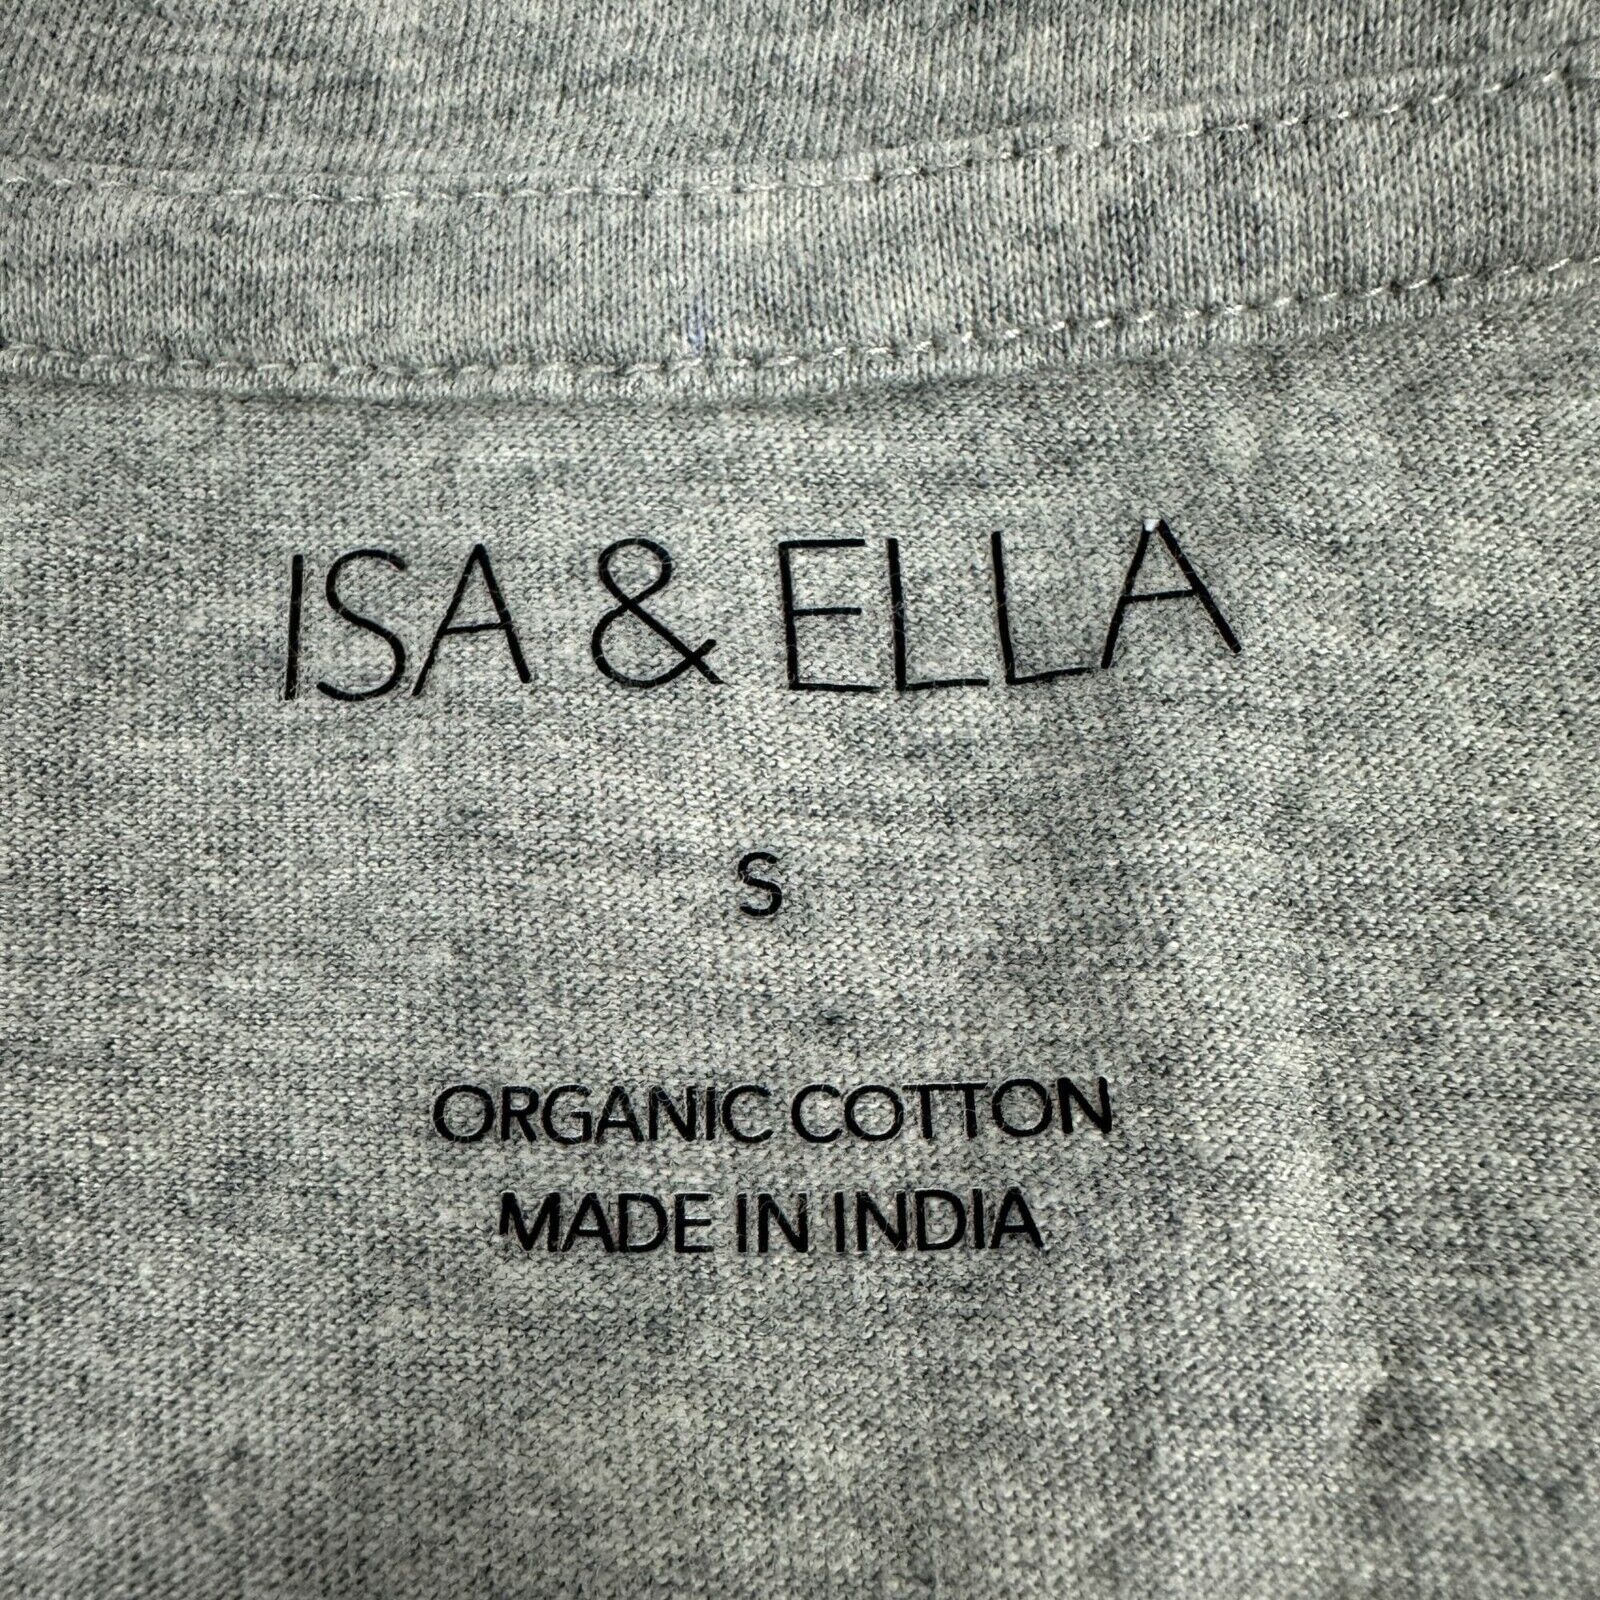 ISA & ELLA
S
ORGANIC COTTON
MADE IN INDIA